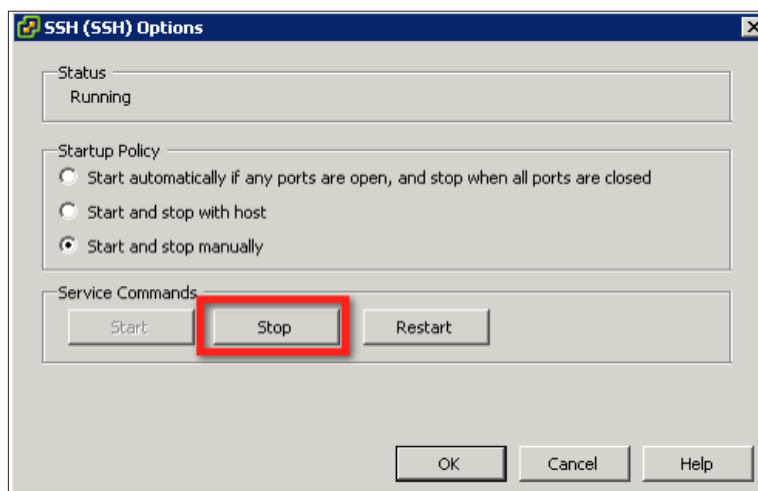 SSH (SSH) Options
Status
Running
Startup Policy
Start automatically if any ports are open, and stop when all ports are closed
Start and stop with host
Start and stop manually
Service Commands
Start Stop Restart
OK Cancel Help